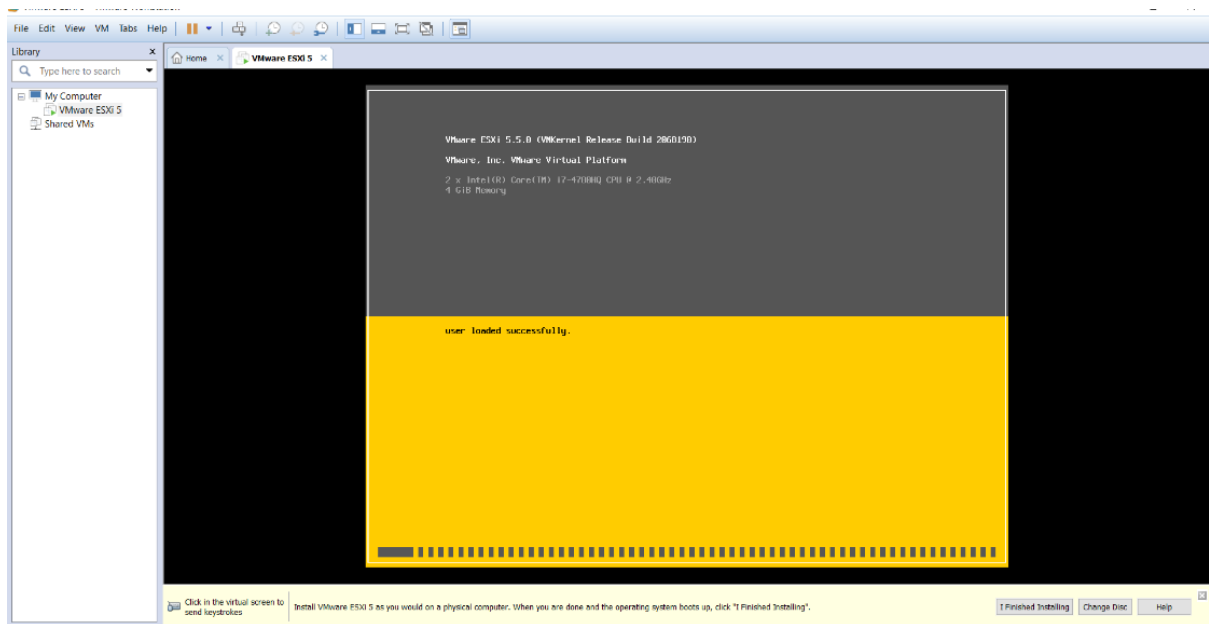 File Edit View VM Tabs Help
Library x
Home × VMware ESXi 5 ×
Type here to search
My Computer
VMware ESXi 5
Shared VMs
VMware ESXi 5.5.0 (VMKernel Release Build 2068190)
VMware, Inc. VMware Virtual Platform
2 x Intel(R) Core(TM) i7-4700HQ CPU @ 2.40GHz
4 GiB Memory
user loaded successfully.
Click in the virtual screen to
send keystrokes
Install VMware ESXi 5 as you would on a physical computer. When you are done and the operating system boots up, click "I Finished Installing".
I Finished Installing Change Disc Help